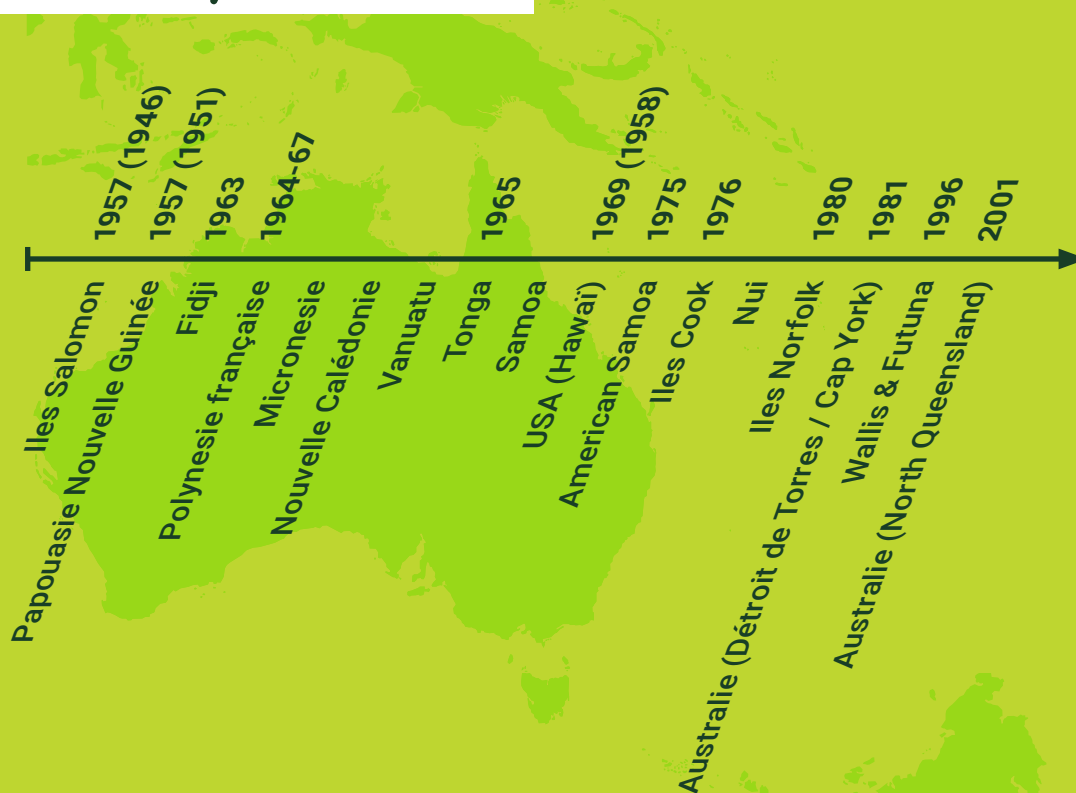 1957 (1946)
1957 (1951)
1963
1964-67
1965
1969 (1958)
1975
1976
1980
1981
1996
2001
Iles Salomon
Papouasie Nouvelle Guinée
Fidji
Polynesie française
Micronesie
Nouvelle Calédonie
Vanuatu
Tonga
Samoa
USA (Hawaï)
American Samoa
Iles Cook
Nui
Iles Norfolk
Australie (Détroit de Torres / Cap York)
Wallis & Futuna
Australie (North Queensland)